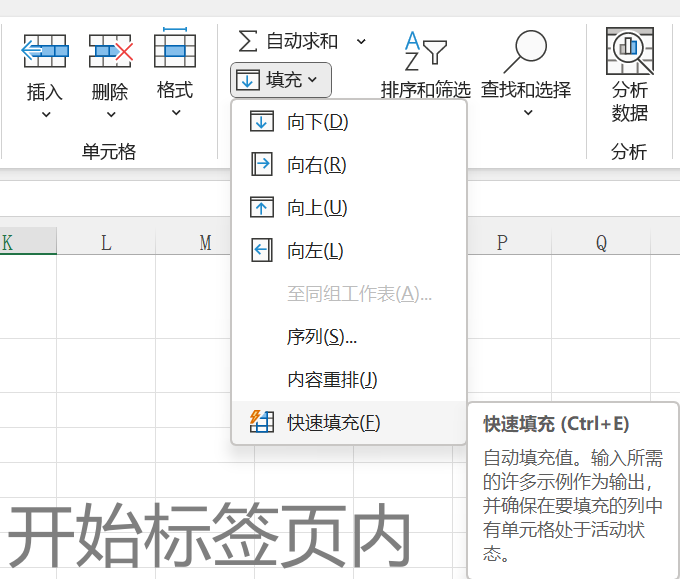 自动求和
填充
插入
删除
格式
排序和筛选
查找和选择
分析
数据
单元格
分析
向下(D)
向右(R)
向上(U)
向左(L)
至同组工作表(A)...
序列(S)...
内容重排(J)
快速填充(F)
K
L
M
P
Q
快速填充 (Ctrl+E)
自动填充值。输入所需
的许多示例作为输出，
并确保在要填充的列中
有单元格处于活动状
态。
开始标签页内